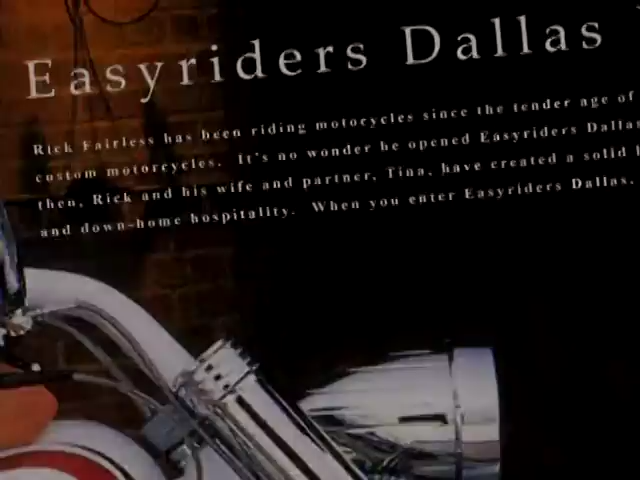 Easyriders Dallas
Rick Fairless has been riding motorcycles since the tender age of
custom motorcycles. It's no wonder he opened Easyriders Dallas
then, Rick and his wife and partner, Tina, have created a solid
and down-home hospitality. When you enter Easyriders Dallas,